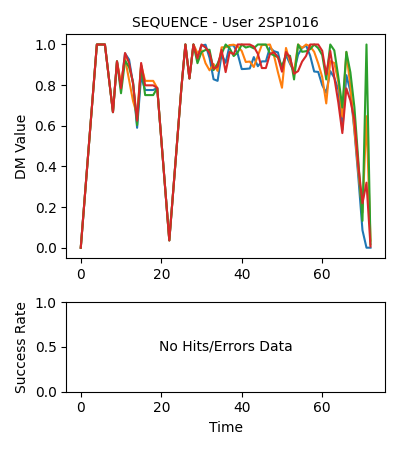 SEQUENCE - User 2SP1016
DM Value
1.0
0.8
0.6
0.4
0.2
0.0
0 20 40 60
Success Rate
1.0
0.5
0.0
No Hits/Errors Data
0 20 40 60
Time